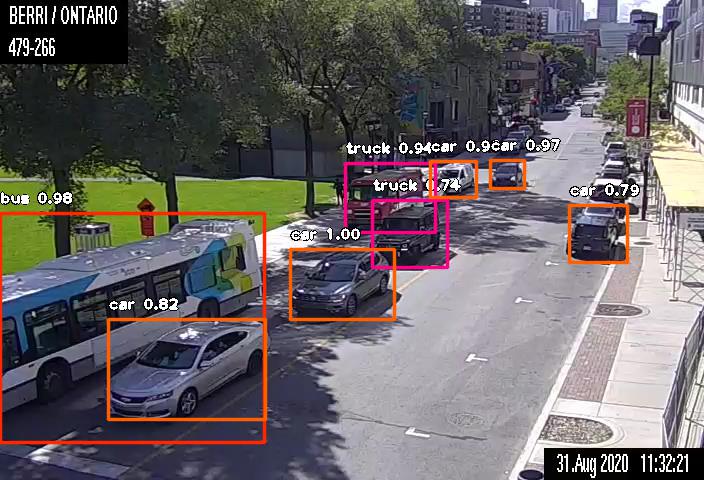 BERRI / ONTARIO
479-266
truck 0.94
car 0.9
car 0.97
truck 0.74
car 0.79
bus 0.98
car 1.00
car 0.82
31.Aug 2020 11:32:21